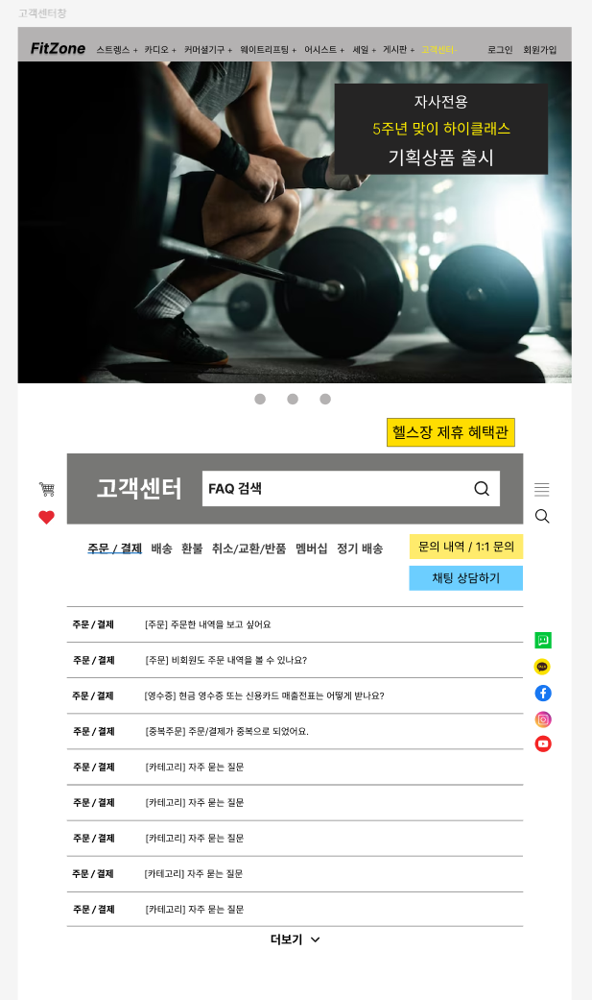 고객센터창
FitZone 스트렝스 + 카디오 + 커머셜기구 + 웨이트리프팅 + 어시스트 + 세일 + 게시판 + 고객센터- 로그인 회원가입
자사전용
5주년 맞이 하이클래스
기획상품 출시
헬스장 제휴 혜택관
고객센터 FAQ 검색
주문 / 결제 배송 환불 취소/교환/반품 멤버십 정기 배송 문의 내역 / 1:1 문의
채팅 상담하기
주문 / 결제 [주문] 주문한 내역을 보고 싶어요
주문 / 결제 [주문] 비회원도 주문 내역을 볼 수 있나요?
주문 / 결제 [영수증] 현금 영수증 또는 신용카드 매출전표는 어떻게 받나요?
주문 / 결제 [중복주문] 주문/결제가 중복으로 되었어요.
주문 / 결제 [카테고리] 자주 묻는 질문
주문 / 결제 [카테고리] 자주 묻는 질문
주문 / 결제 [카테고리] 자주 묻는 질문
주문 / 결제 [카테고리] 자주 묻는 질문
주문 / 결제 [카테고리] 자주 묻는 질문
더보기